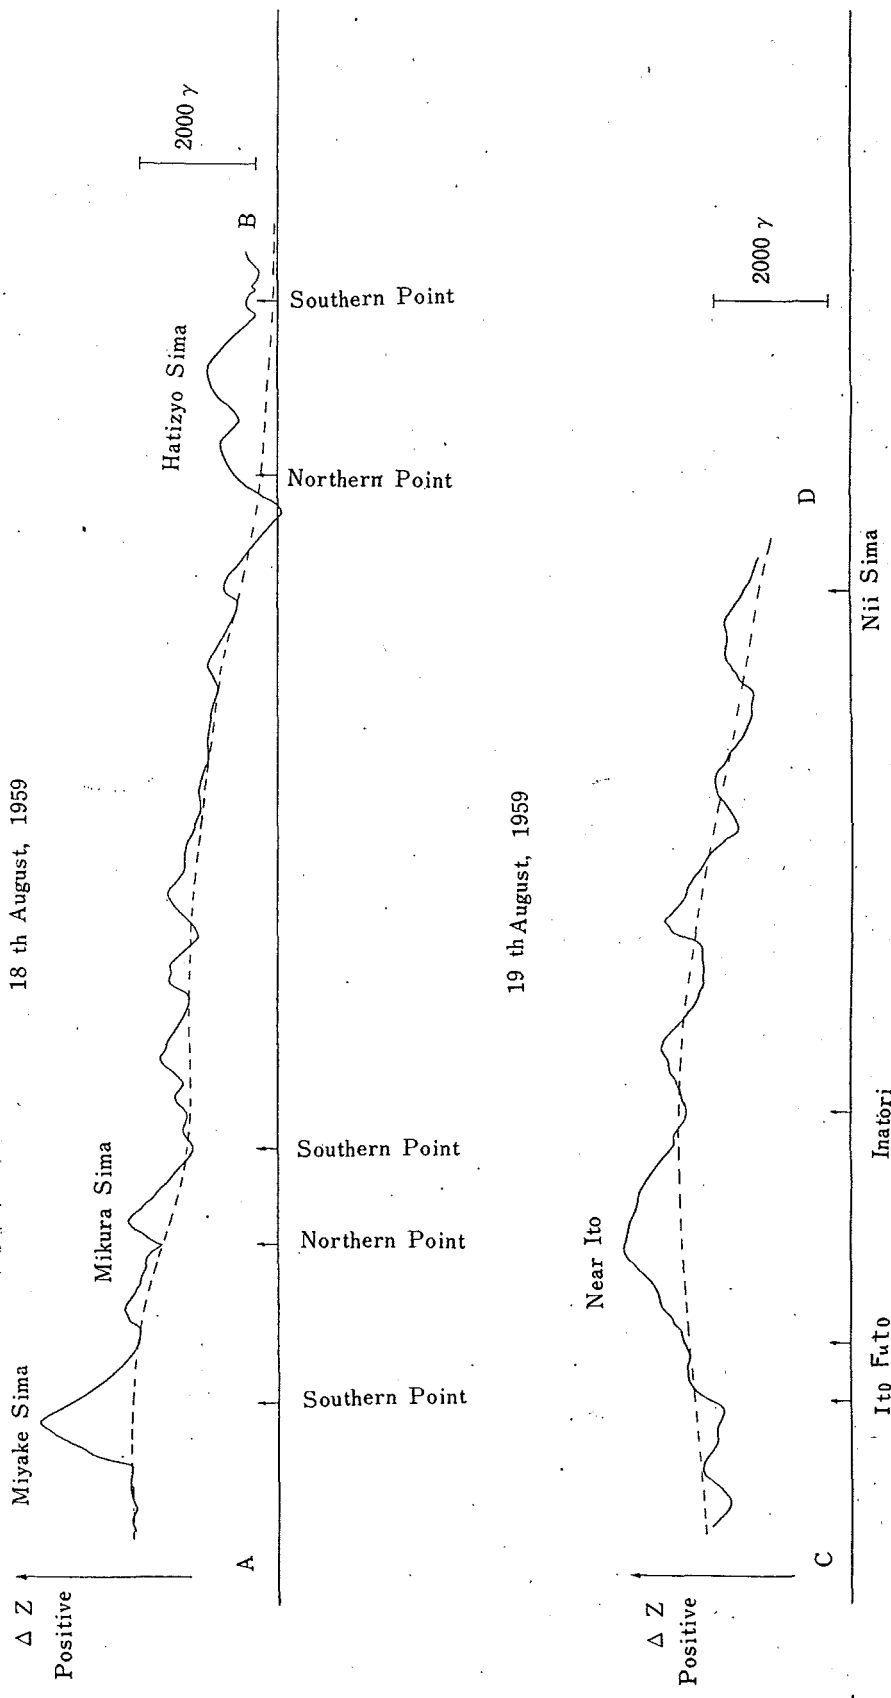 18 th August, 1959
Δ Z
Positive
Miyake Sima
Mikura Sima
Hatizyo Sima
2000 γ
A
B
Southern Point
Northern Point
Southern Point
Northern Point
Southern Point
19 th August, 1959
Δ Z
Positive
Near Ito
2000 γ
C
D
Ito Futo
Inatori
Nii Sima